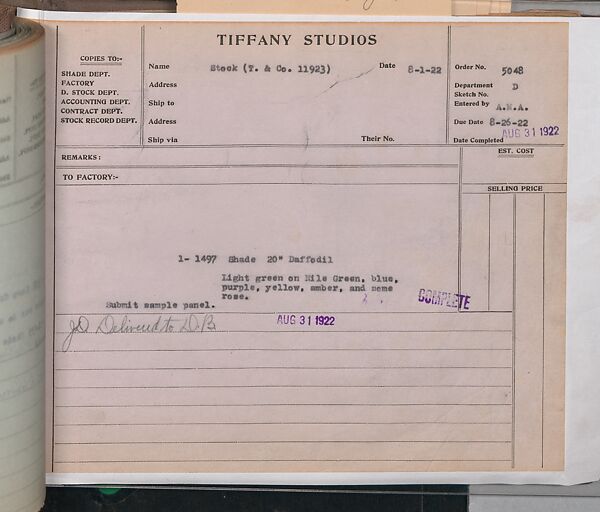 TIFFANY STUDIOS
COPIES TO:-
SHADE DEPT.
FACTORY
D. STOCK DEPT.
ACCOUNTING DEPT.
CONTRACT DEPT.
STOCK RECORD DEPT.
Name Stock (T. & Co. 11923) Date 8-1-22
Address
Ship to
Address
Ship via Their No.
Order No. 5048
Department D
Sketch No.
Entered by A.M.A.
Due Date 8-26-22
Date Completed AUG 31 1922
REMARKS:
EST. COST
TO FACTORY:-
SELLING PRICE
1- 1497 Shade 20" Daffodil
Light green on Nile Green, blue,
purple, yellow, amber, and some
rose.
Submit sample panel.
COMPLETE
JD Delivered to D.B.
AUG 31 1922